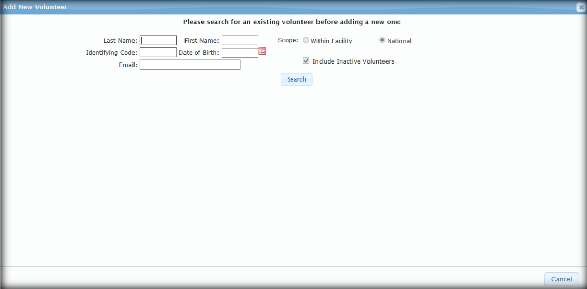 Add New Volunteer
Please search for an existing volunteer before adding a new one:
Last Name: First Name: Scope: Within Facility National
Identifying Code: Date of Birth:
Include Inactive Volunteers
Email:
Search
Cancel